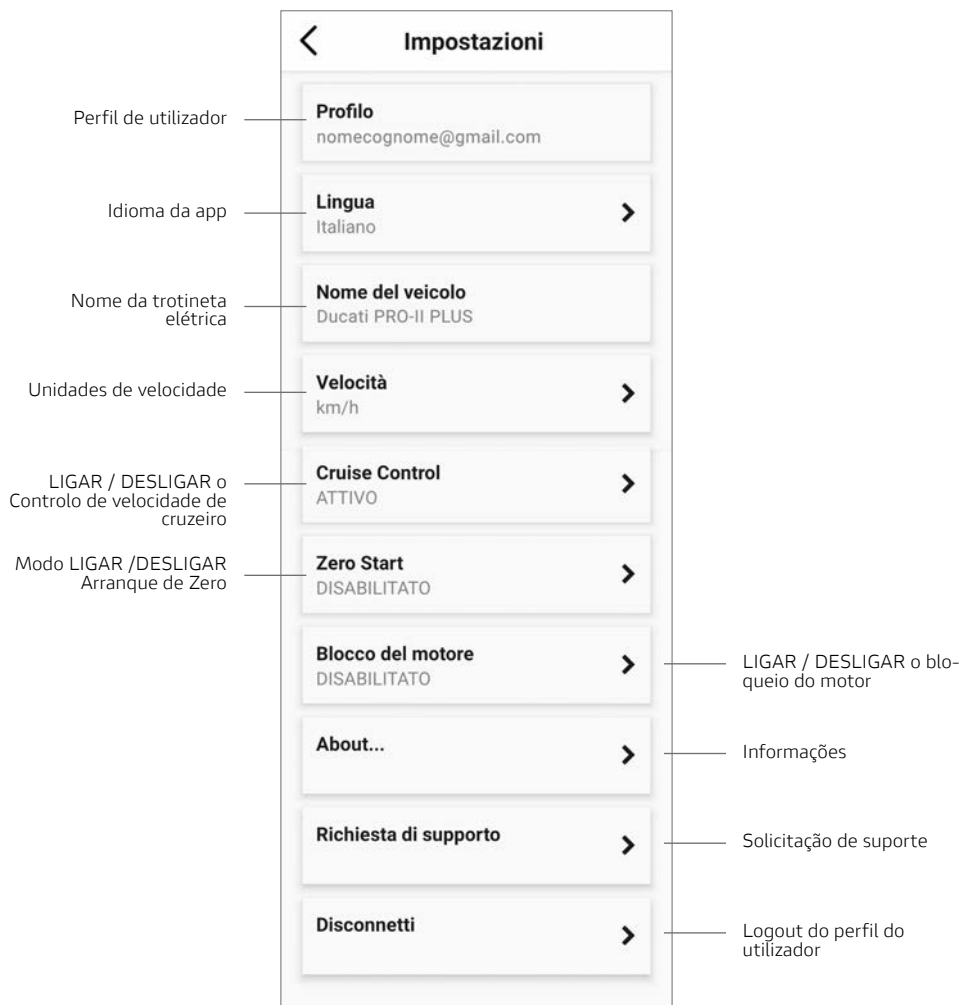 Impostazioni
Perfil de utilizador
Profilo
nomecognome@gmail.com
Idioma da app
Lingua
Italiano
Nome da trotineta
elétrica
Nome del veicolo
Ducati PRO-II PLUS
Unidades de velocidade
Velocità
km/h
LIGAR / DESLIGAR o
Controlo de velocidade de
cruzeiro
Cruise Control
ATTIVO
Modo LIGAR /DESLIGAR
Arranque de Zero
Zero Start
DISABILITATO
Blocco del motore
DISABILITATO
LIGAR / DESLIGAR o blo-
queio do motor
About...
Informações
Richiesta di supporto
Solicitação de suporte
Disconnetti
Logout do perfil do
utilizador